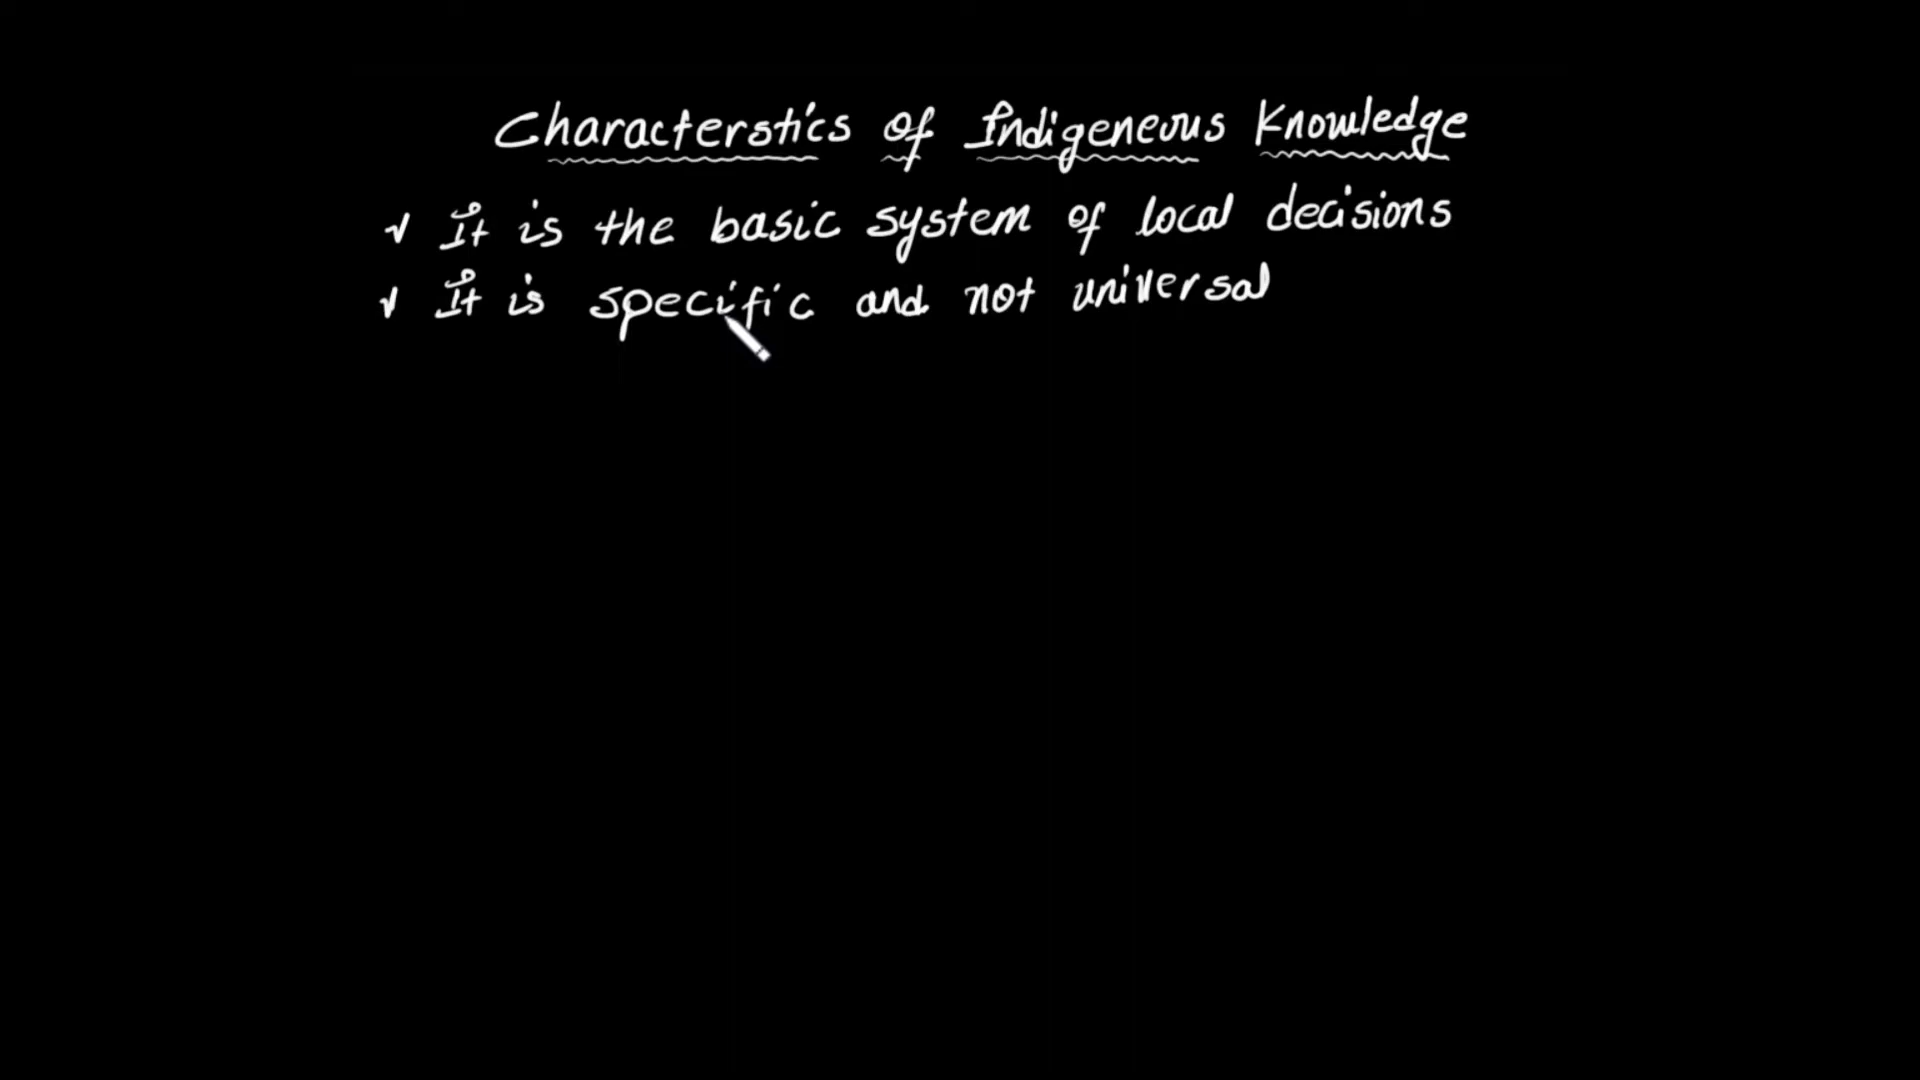 Characterstics of Indigeneous Knowledge
✓ It is the basic system of local decisions
✓ It is specific and not universal